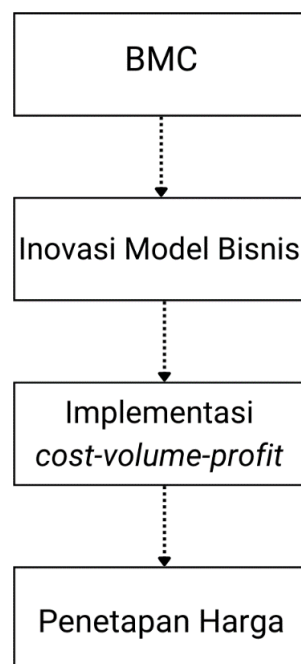 BMC
Inovasi Model Bisnis
Implementasi
cost-volume-profit
Penetapan Harga